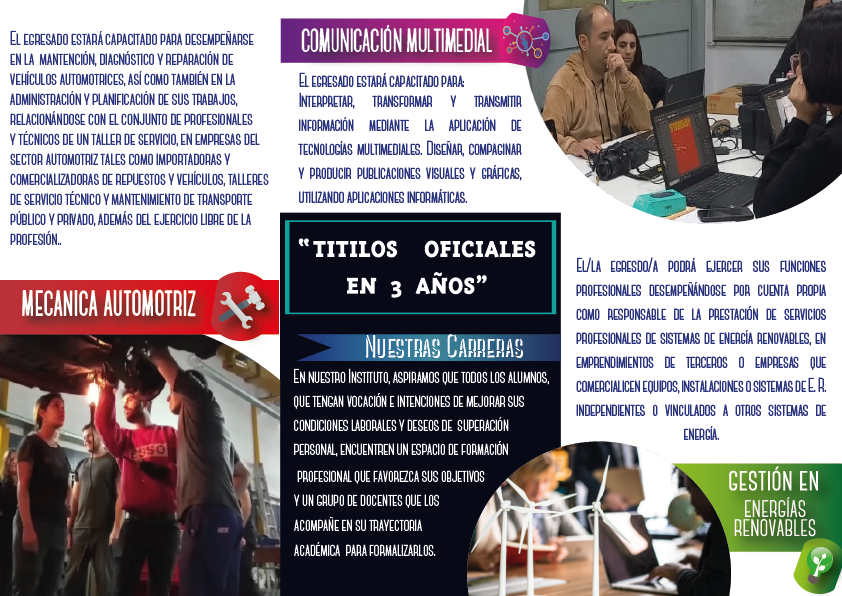 El egresado estará capacitado para desempeñarse
en la mantención, diagnóstico y reparación de
vehículos automotrices, así como también en la
administración y planificación de sus trabajos,
relacionándose con el conjunto de profesionales
y técnicos de un taller de servicio, en empresas del
sector automotriz tales como importadoras y
comercializadoras de repuestos y vehículos, talleres
de servicio técnico y mantenimiento de transporte
público y privado, además del ejercicio libre de la
profesión..
MECANICA AUTOMOTRIZ
ESSO
COMUNICACIÓN MULTIMEDIAL
El egresado estará capacitado para:
Interpretar, transformar y transmitir
información mediante la aplicación de
tecnologías multimediales. Diseñar, compaginar
y producir publicaciones visuales y gráficas,
utilizando aplicaciones informáticas.
“TITILOS OFICIALES
EN 3 AÑOS”
Nuestras Carreras
En nuestro Instituto, aspiramos que todos los alumnos,
que tengan vocación e intenciones de mejorar sus
condiciones laborales y deseos de superación
personal, encuentren un espacio de formación
profesional que favorezca sus objetivos
y un grupo de docentes que los
acompañe en su trayectoria
académica para formalizarlos.
El/la egresdo/a podrá ejercer sus funciones
profesionales desempeñándose por cuenta propia
como responsable de la prestación de servicios
profesionales de sistemas de energía renovables, en
emprendimientos de terceros o empresas que
comercialicen equipos, instalaciones o sistemas de E. R.
independientes o vinculados a otros sistemas de
energía.
GESTIÓN EN
ENERGÍAS
RENOVABLES